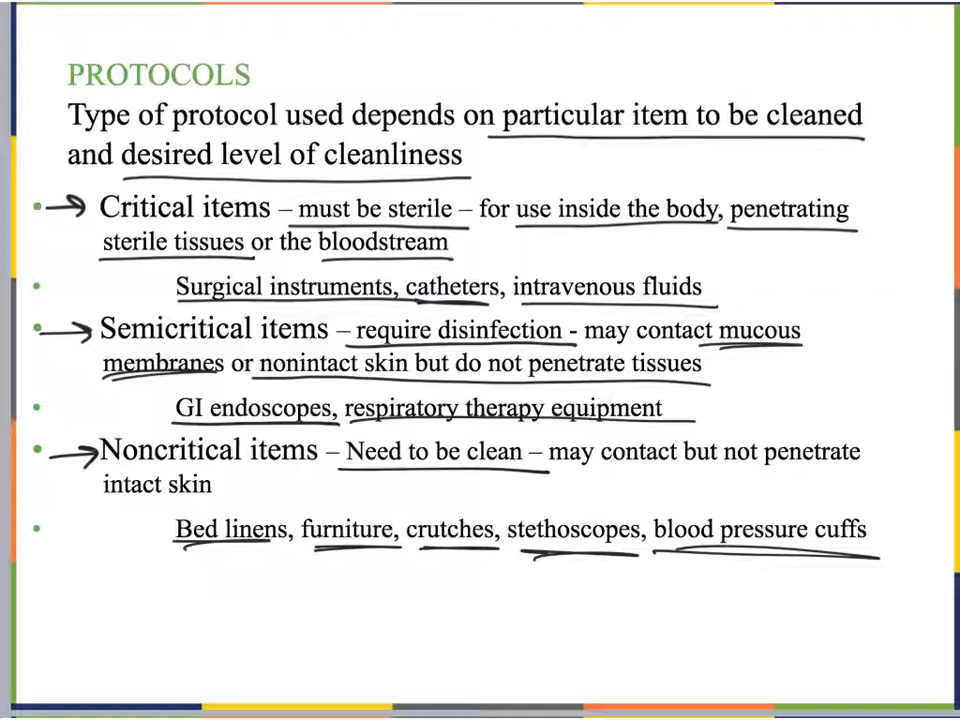 PROTOCOLS
Type of protocol used depends on particular item to be cleaned
and desired level of cleanliness
• Critical items – must be sterile – for use inside the body, penetrating
sterile tissues or the bloodstream
• Surgical instruments, catheters, intravenous fluids
• Semicritical items – require disinfection - may contact mucous
membranes or nonintact skin but do not penetrate tissues
• GI endoscopes, respiratory therapy equipment
• Noncritical items – Need to be clean – may contact but not penetrate
intact skin
• Bed linens, furniture, crutches, stethoscopes, blood pressure cuffs